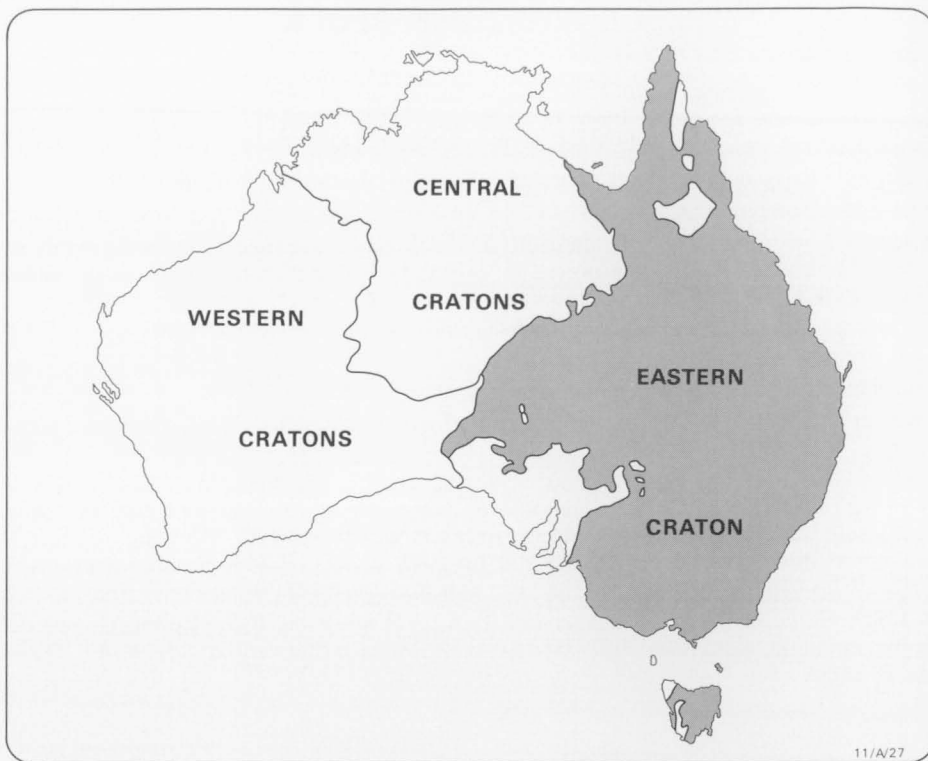 CENTRAL
CRATONS
WESTERN
CRATONS
EASTERN
CRATON
11/A/27